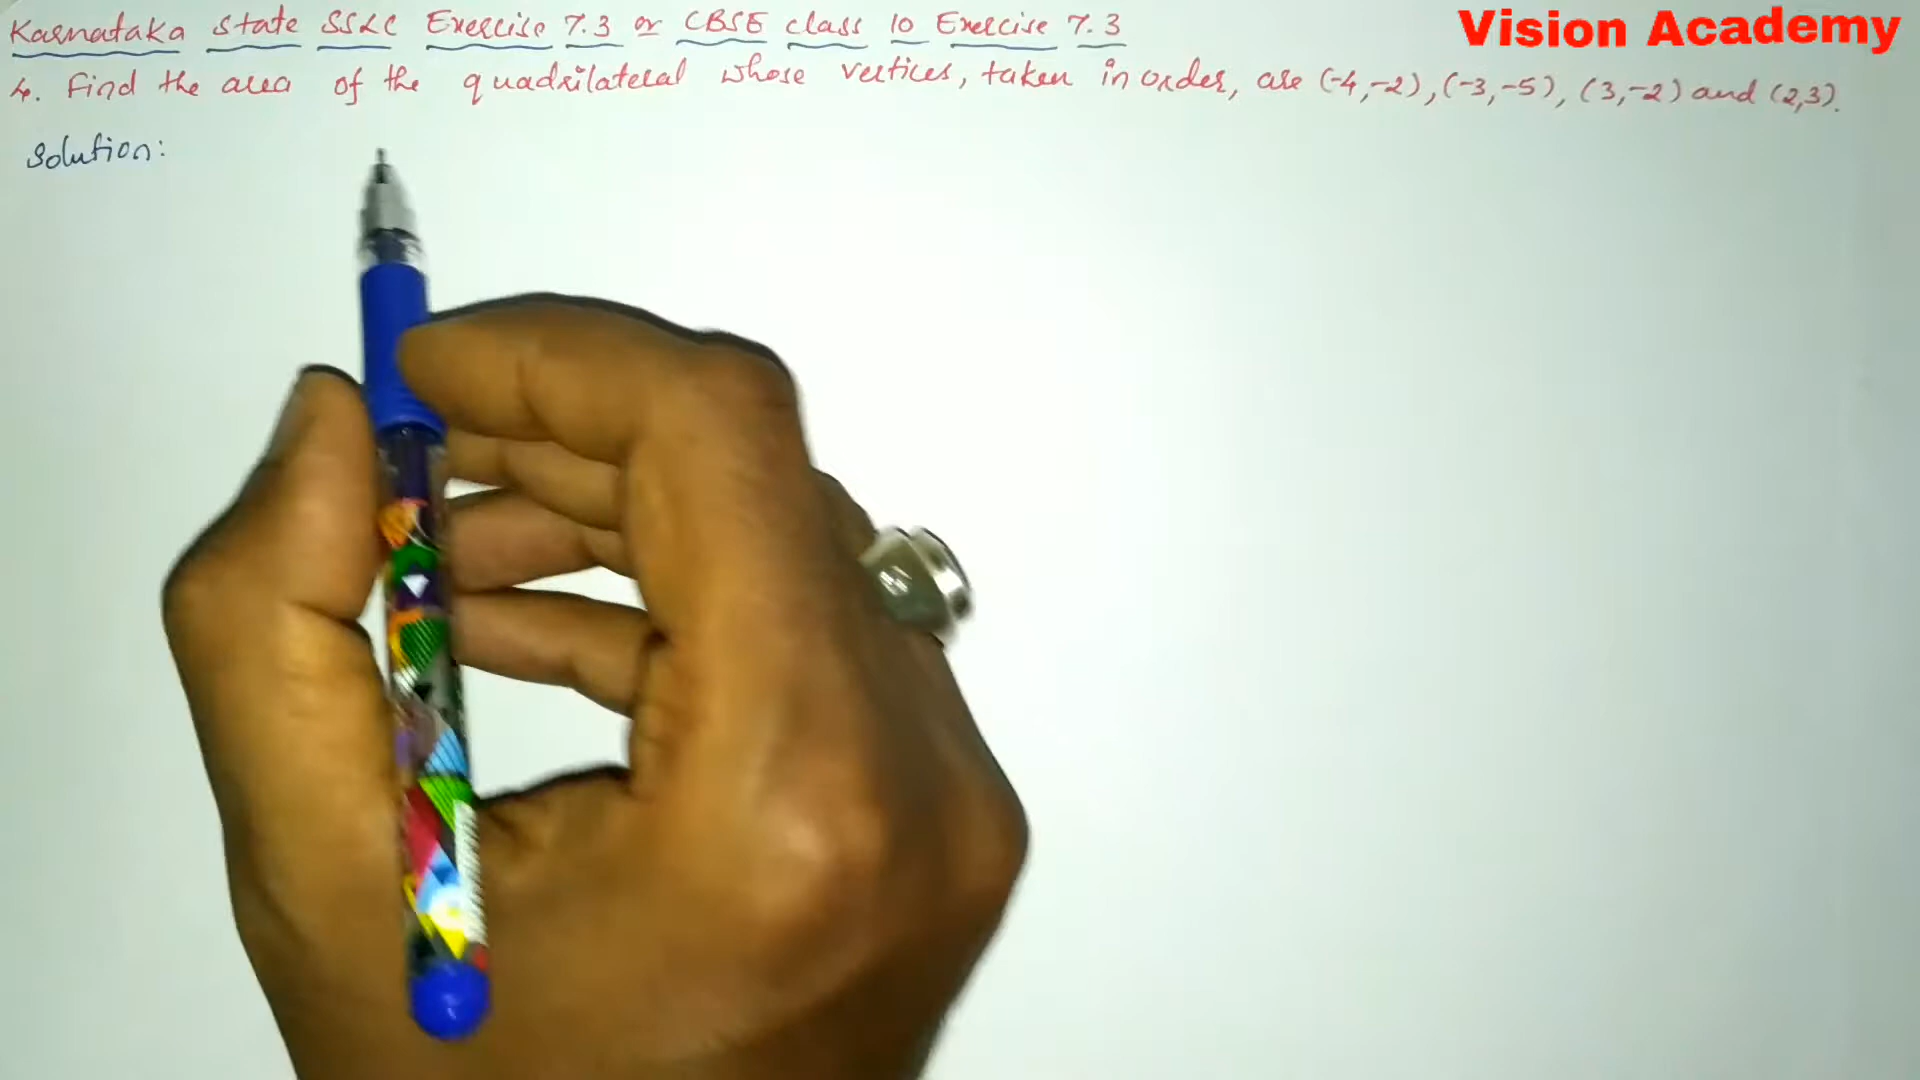 Karnataka State SSLC Exercise 7.3 or CBSE class 10 Exercise 7.3
Vision Academy
4. Find the area of the quadrilateral whose vertices, taken in order, are (-4,-2), (-3,-5), (3,-2) and (2,3).
Solution: